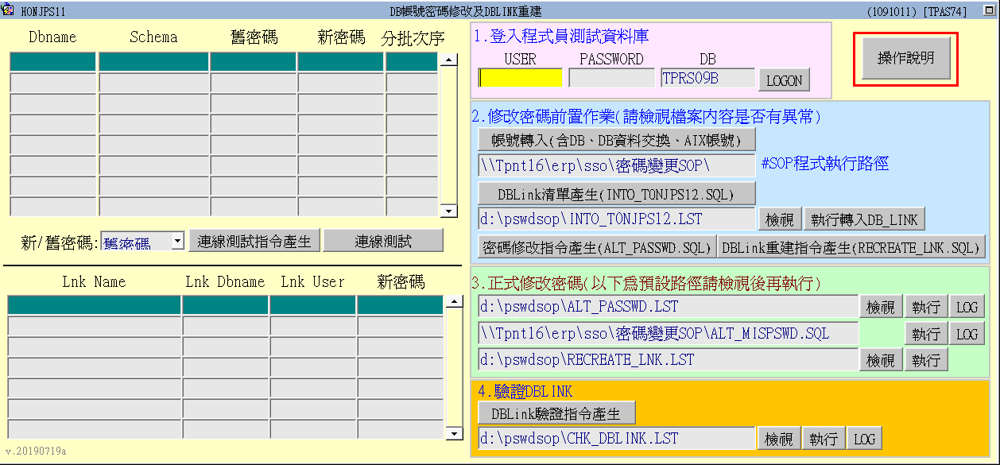 HONJPS11 DB帳號密碼修改及DBLINK重建 (1091011) [TPAS74]
Dbname Schema 舊密碼 新密碼 分批次序
新/舊密碼: 舊密碼 連線測試指令產生 連線測試
Lnk Name Lnk Dbname Lnk User 新密碼
v.20190719a
1.登入程式員測試資料庫
USER PASSWORD DB
TPRS09B LOGON
操作說明
2.修改密碼前置作業(請檢視檔案內容是否有異常)
帳號轉入(含DB、DB資料交換、AIX帳號)
\\Tpnt16\erp\sso\密碼變更SOP\ #SOP程式執行路徑
DBLink清單產生(INTO_TONJPS12.SQL)
d:\pswdsop\INTO_TONJPS12.LST 檢視 執行轉入DB_LINK
密碼修改指令產生(ALT_PASSWD.SQL) DBLink重建指令產生(RECREATE_LNK.SQL)
3.正式修改密碼(以下為預設路徑請檢視後再執行)
d:\pswdsop\ALT_PASSWD.LST 檢視 執行 LOG
\\Tpnt16\erp\sso\密碼變更SOP\ALT_MISPSWD.SQL 執行 LOG
d:\pswdsop\RECREATE_LNK.LST 檢視 執行
4.驗證DBLINK
DBLink驗證指令產生
d:\pswdsop\CHK_DBLINK.LST 檢視 執行 LOG